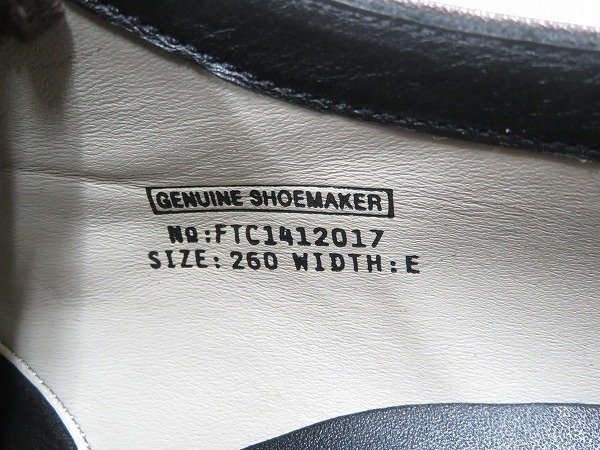 GENUINE SHOEMAKER
NO:FTC1412017
SIZE:260 WIDTH:E